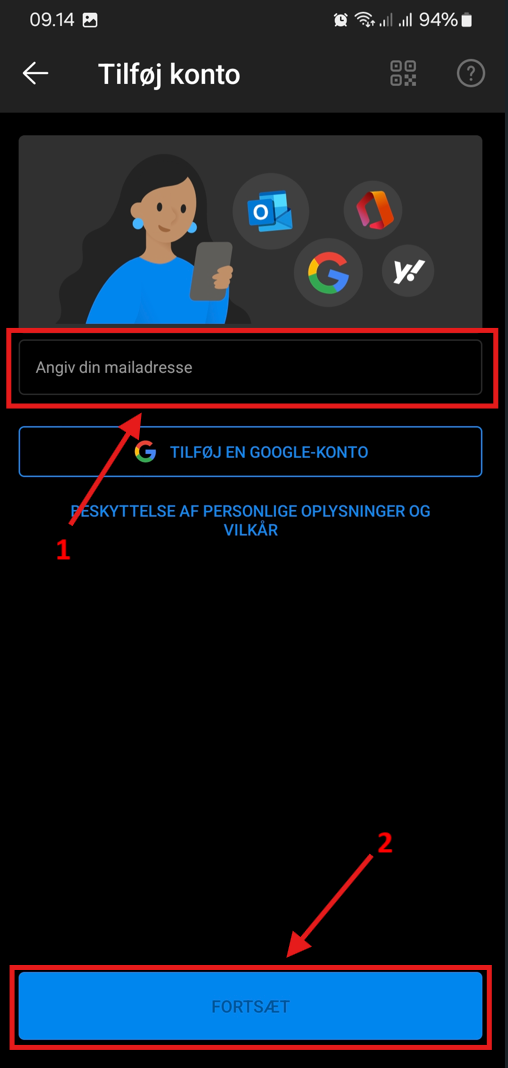 09.14 94%
Tilføj konto
Angiv din mailadresse
TILFØJ EN GOOGLE-KONTO
BESKYTTELSE AF PERSONLIGE OPLYSNINGER OG
VILKÅR
1
2
FORTSÆT